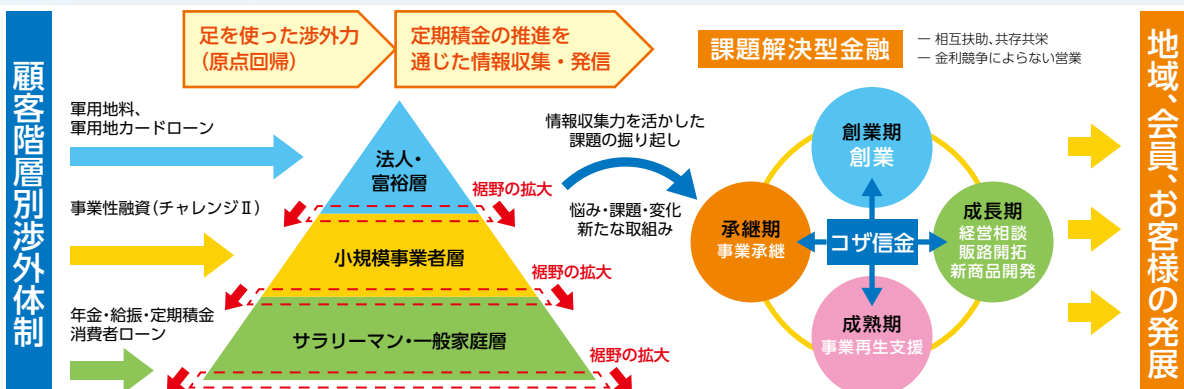 顧客階層別渉外体制
足を使った渉外力
（原点回帰）
定期積金の推進を
通じた情報収集・発信
軍用地料、
軍用地カードローン
事業性融資（チャレンジⅡ）
年金・給振・定期積金
消費者ローン
法人・
富裕層
裾野の拡大
小規模事業者層
裾野の拡大
サラリーマン・一般家庭層
裾野の拡大
情報収集力を活かした
課題の掘り起し
悩み・課題・変化
新たな取組み
課題解決型金融
― 相互扶助、共存共栄
― 金利競争によらない営業
創業期
創業
承継期
事業承継
コザ信金
成長期
経営相談
販路開拓
新商品開発
成熟期
事業再生支援
地域、会員、お客様の発展